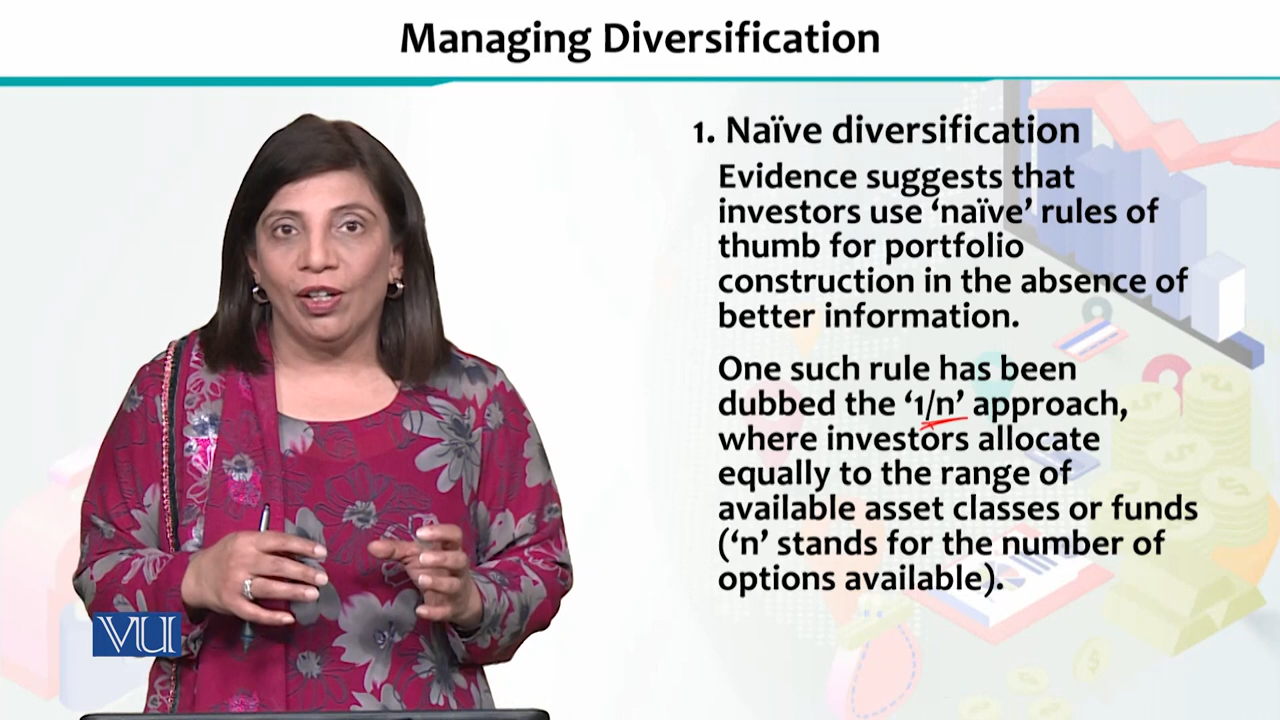 Managing Diversification
1. Naïve diversification
Evidence suggests that
investors use ‘naïve’ rules of
thumb for portfolio
construction in the absence of
better information.
One such rule has been
dubbed the ‘1/n’ approach,
where investors allocate
equally to the range of
available asset classes or funds
(‘n’ stands for the number of
options available).
VU